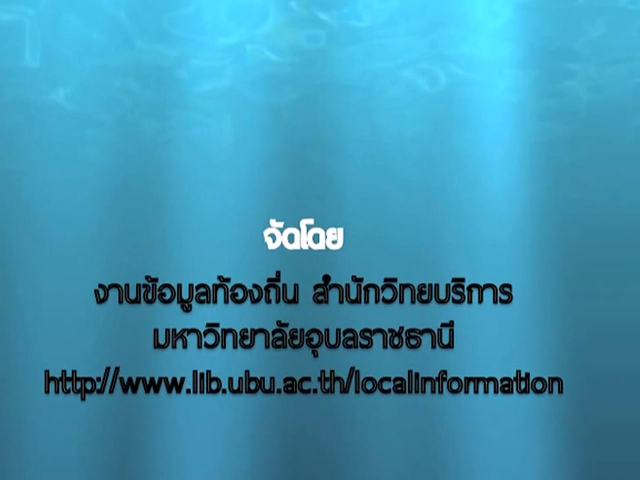 จัดโดย
งานข้อมูลท้องถิ่น สำนักวิทยบริการ
มหาวิทยาลัยอุบลราชธานี
http://www.lib.ubu.ac.th/localinformation